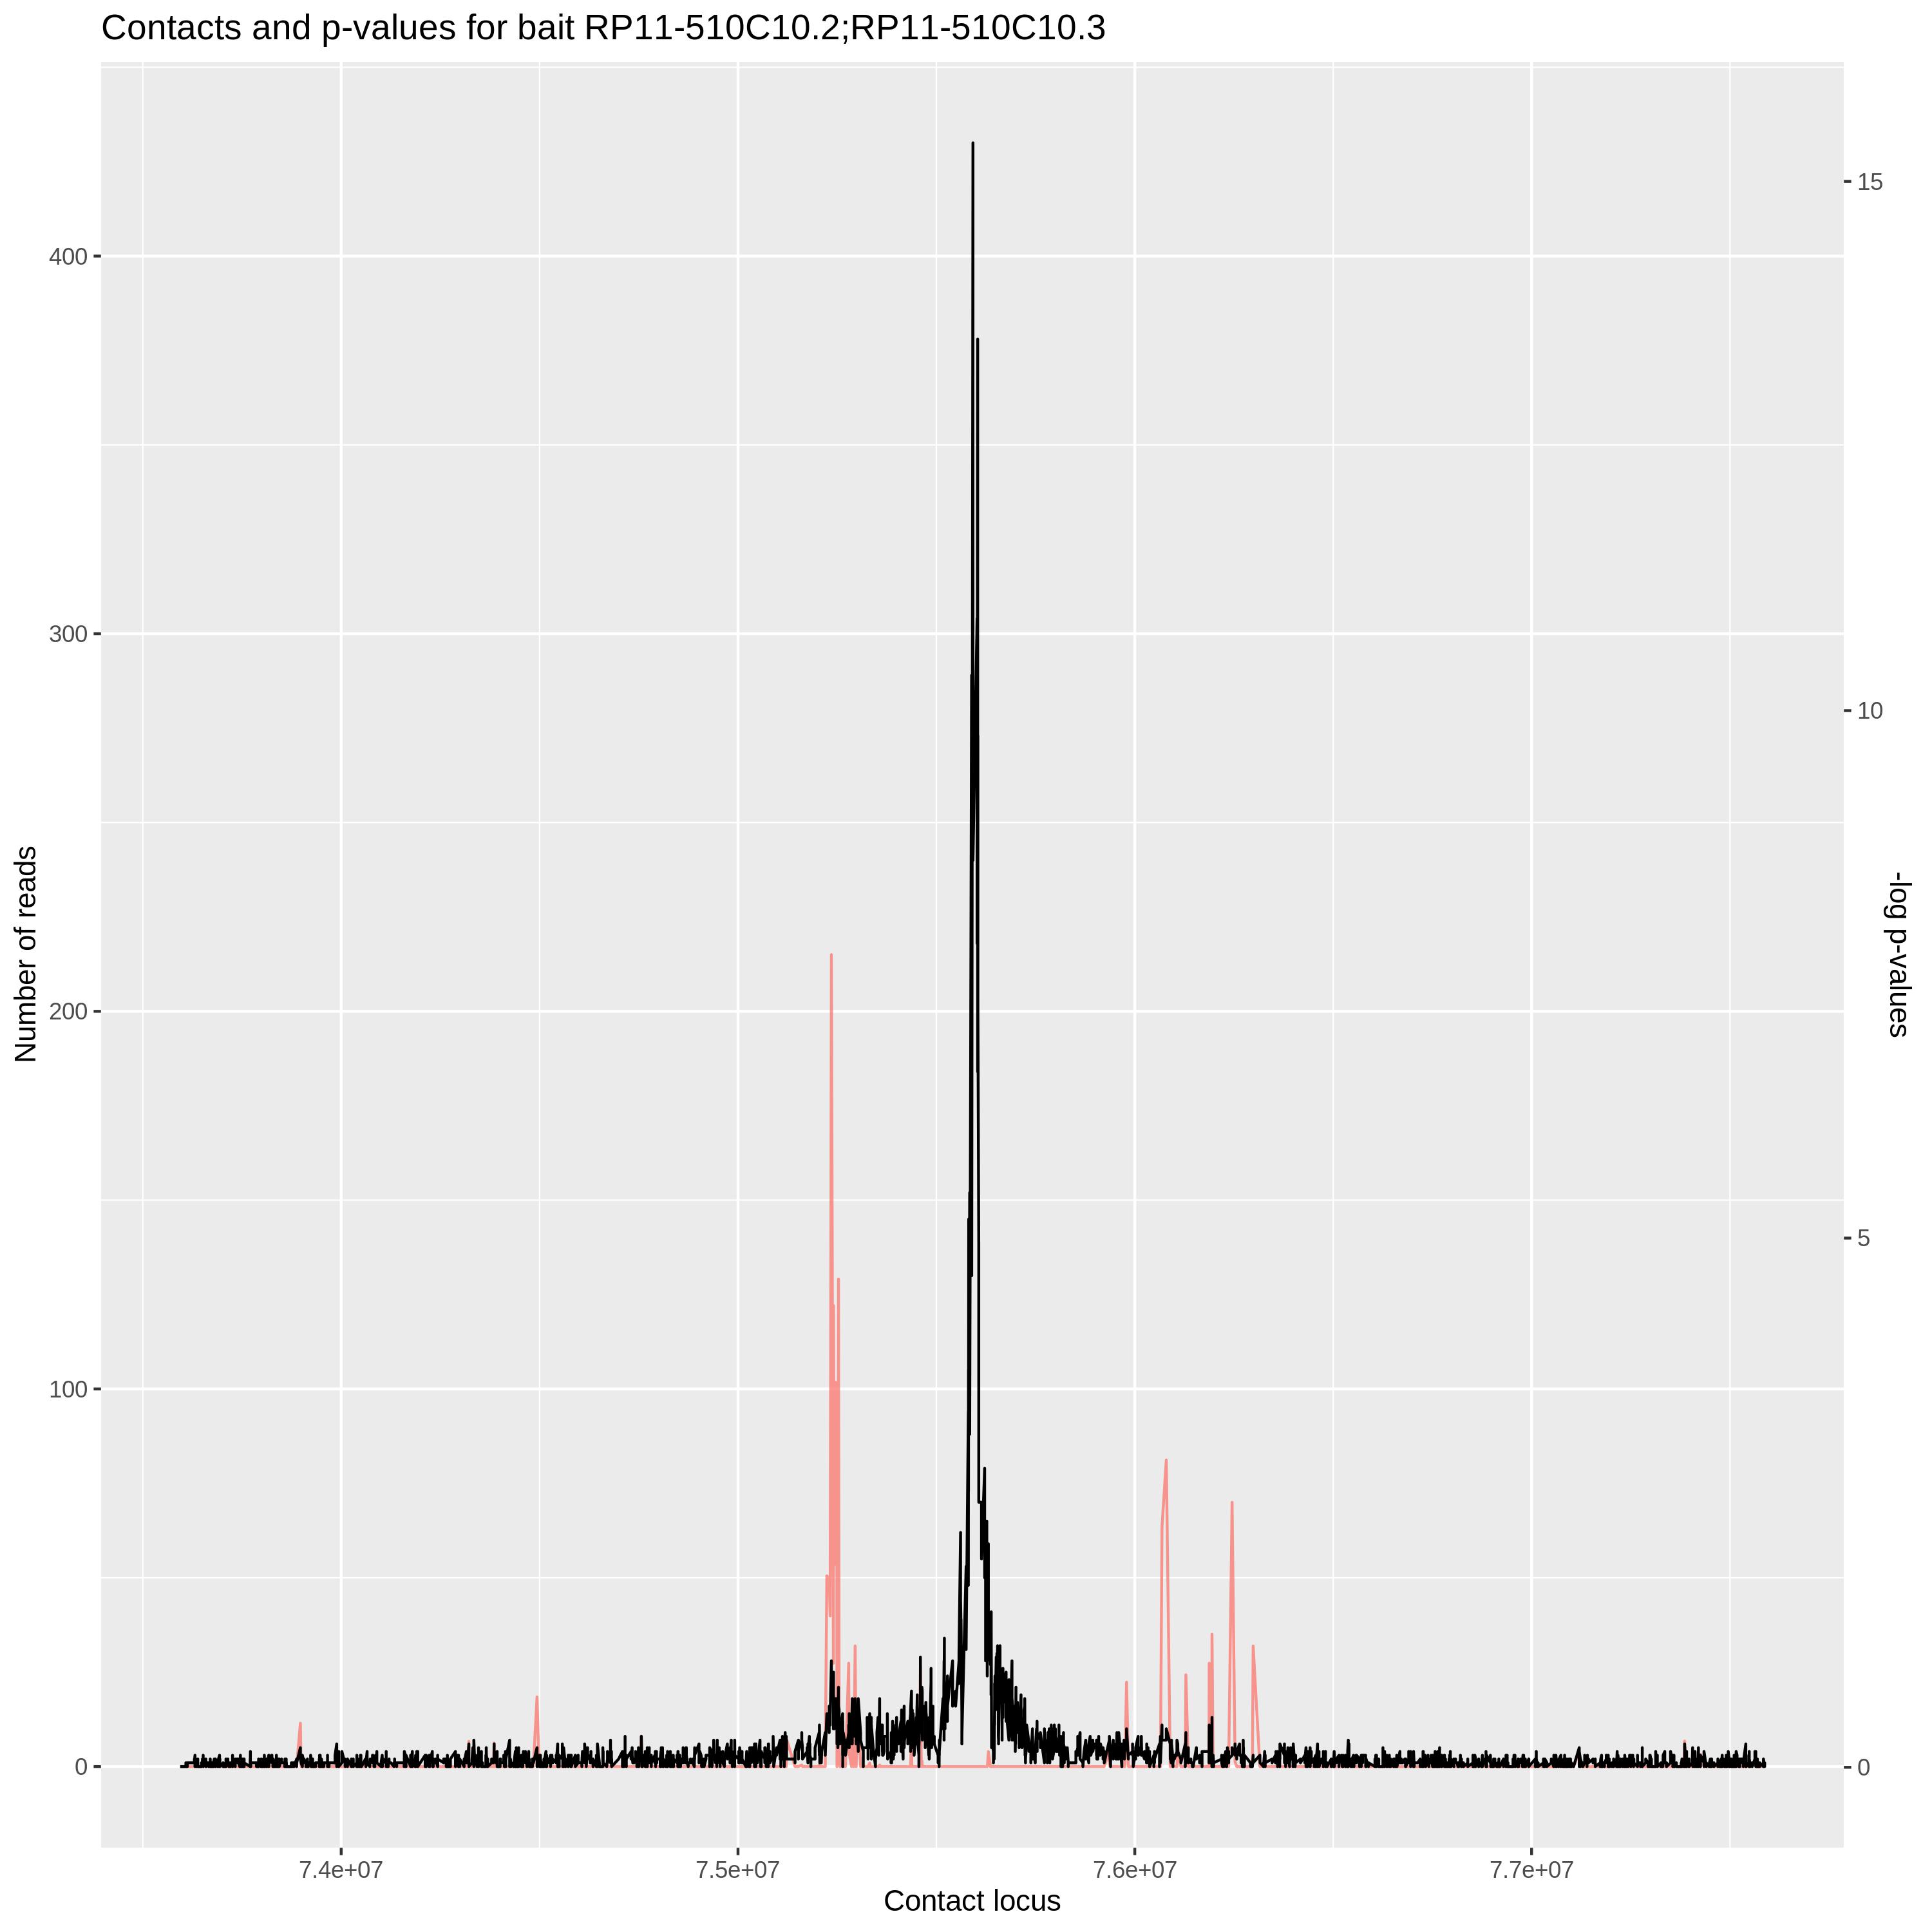 Contacts and p-values for bait RP11-510C10.2;RP11-510C10.3
400
300
200
100
0
Number of reads
15
10
5
0
-log p-values
7.4e+07 7.5e+07 7.6e+07 7.7e+07
Contact locus